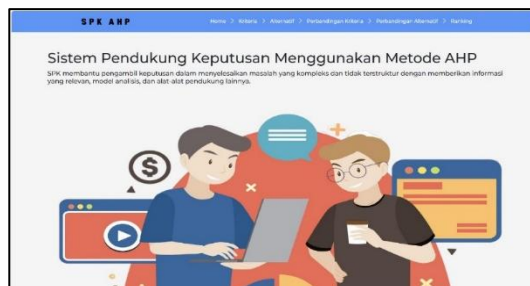 SPK AHP
Home > Kriteria > Alternatif > Perbandingan Kriteria > Perbandingan Alternatif > Ranking
Sistem Pendukung Keputusan Menggunakan Metode AHP
SPK membantu pengambil keputusan dalam menyelesaikan masalah yang kompleks dan tidak terstruktur dengan memberikan informasi
yang relevan, model analisis, dan alat-alat pendukung lainnya.
$